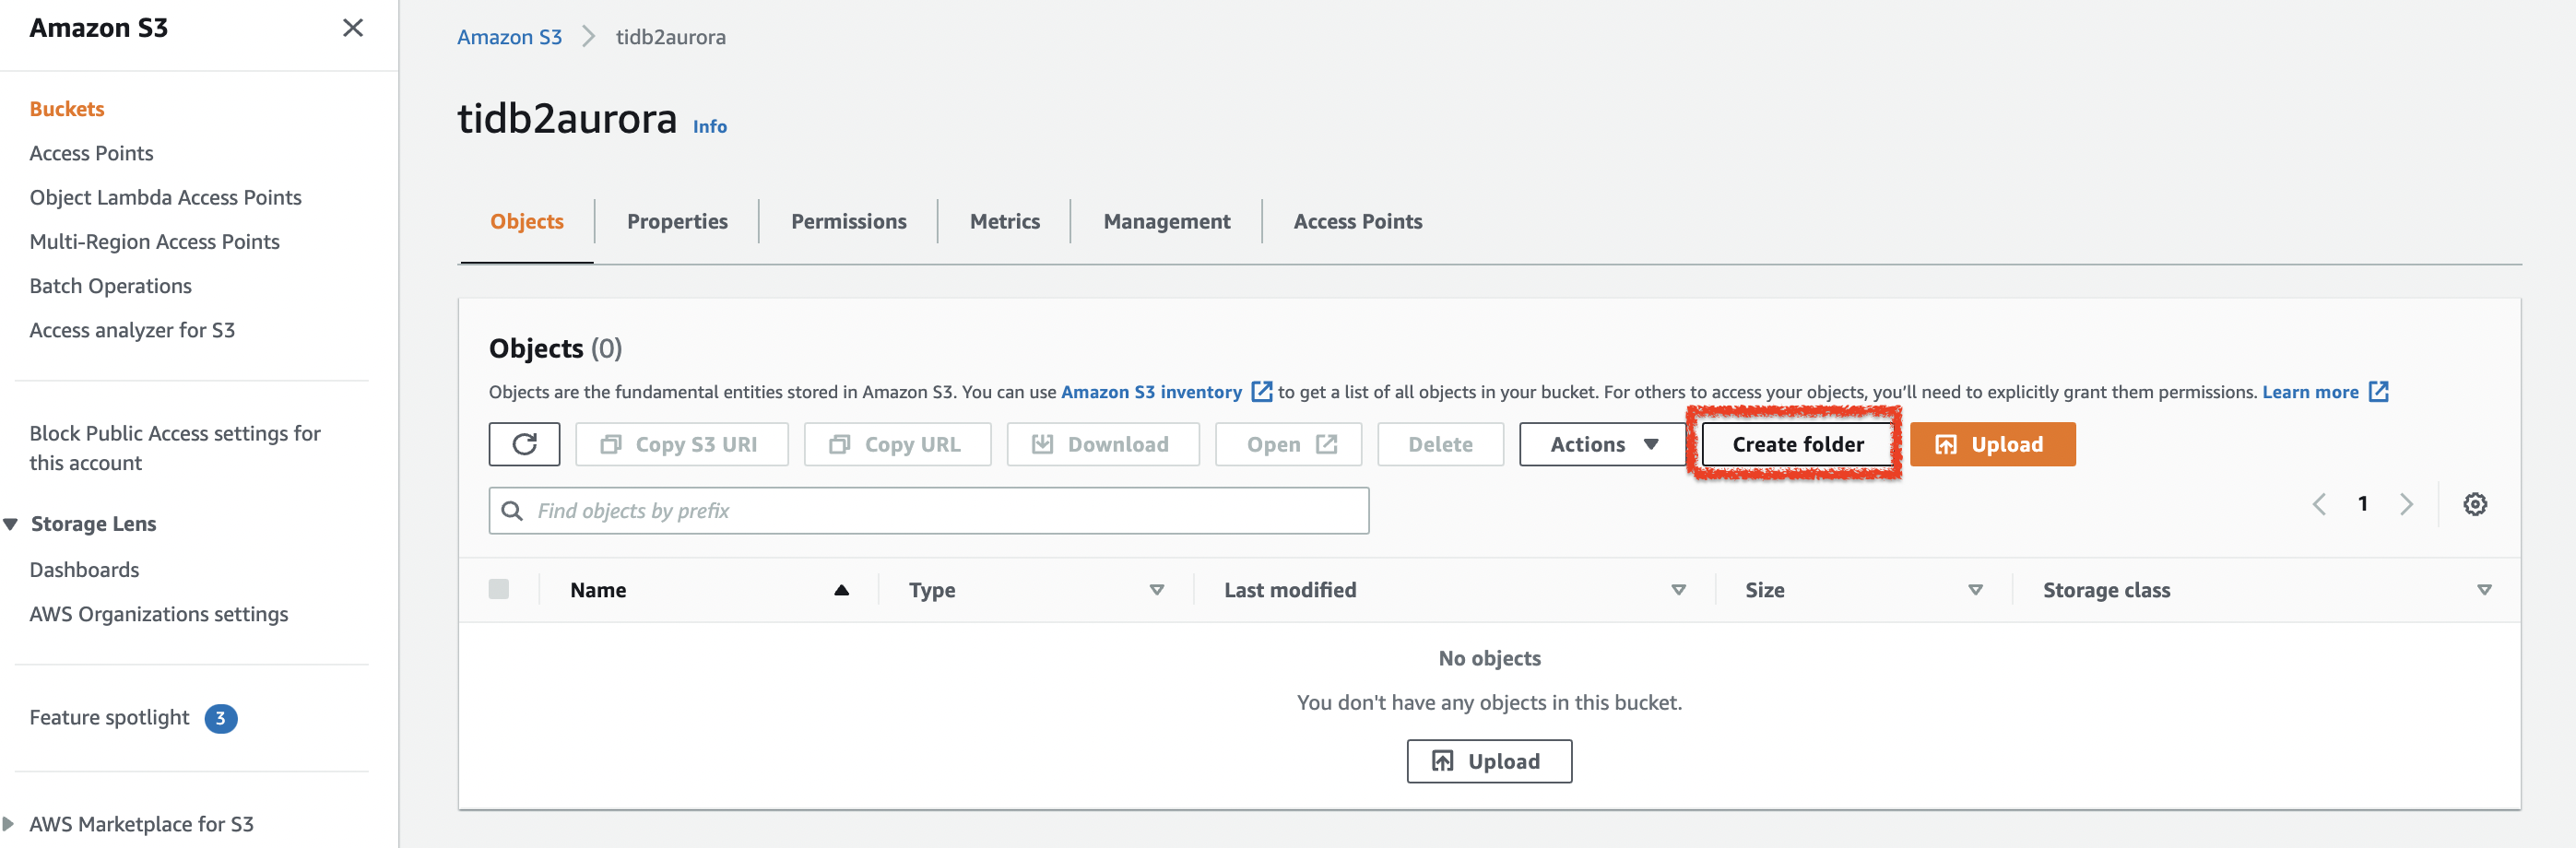 Amazon S3
Buckets
Access Points
Object Lambda Access Points
Multi-Region Access Points
Batch Operations
Access analyzer for S3
Block Public Access settings for
this account
Storage Lens
Dashboards
AWS Organizations settings
Feature spotlight 3
AWS Marketplace for S3
Amazon S3 tidb2aurora
tidb2aurora Info
Objects Properties Permissions Metrics Management Access Points
Objects (0)
Objects are the fundamental entities stored in Amazon S3. You can use Amazon S3 inventory to get a list of all objects in your bucket. For others to access your objects, you'll need to explicitly grant them permissions. Learn more
Copy S3 URI Copy URL Download Open Delete Actions Create folder Upload
Find objects by prefix
1
Name Type Last modified Size Storage class
No objects
You don't have any objects in this bucket.
Upload